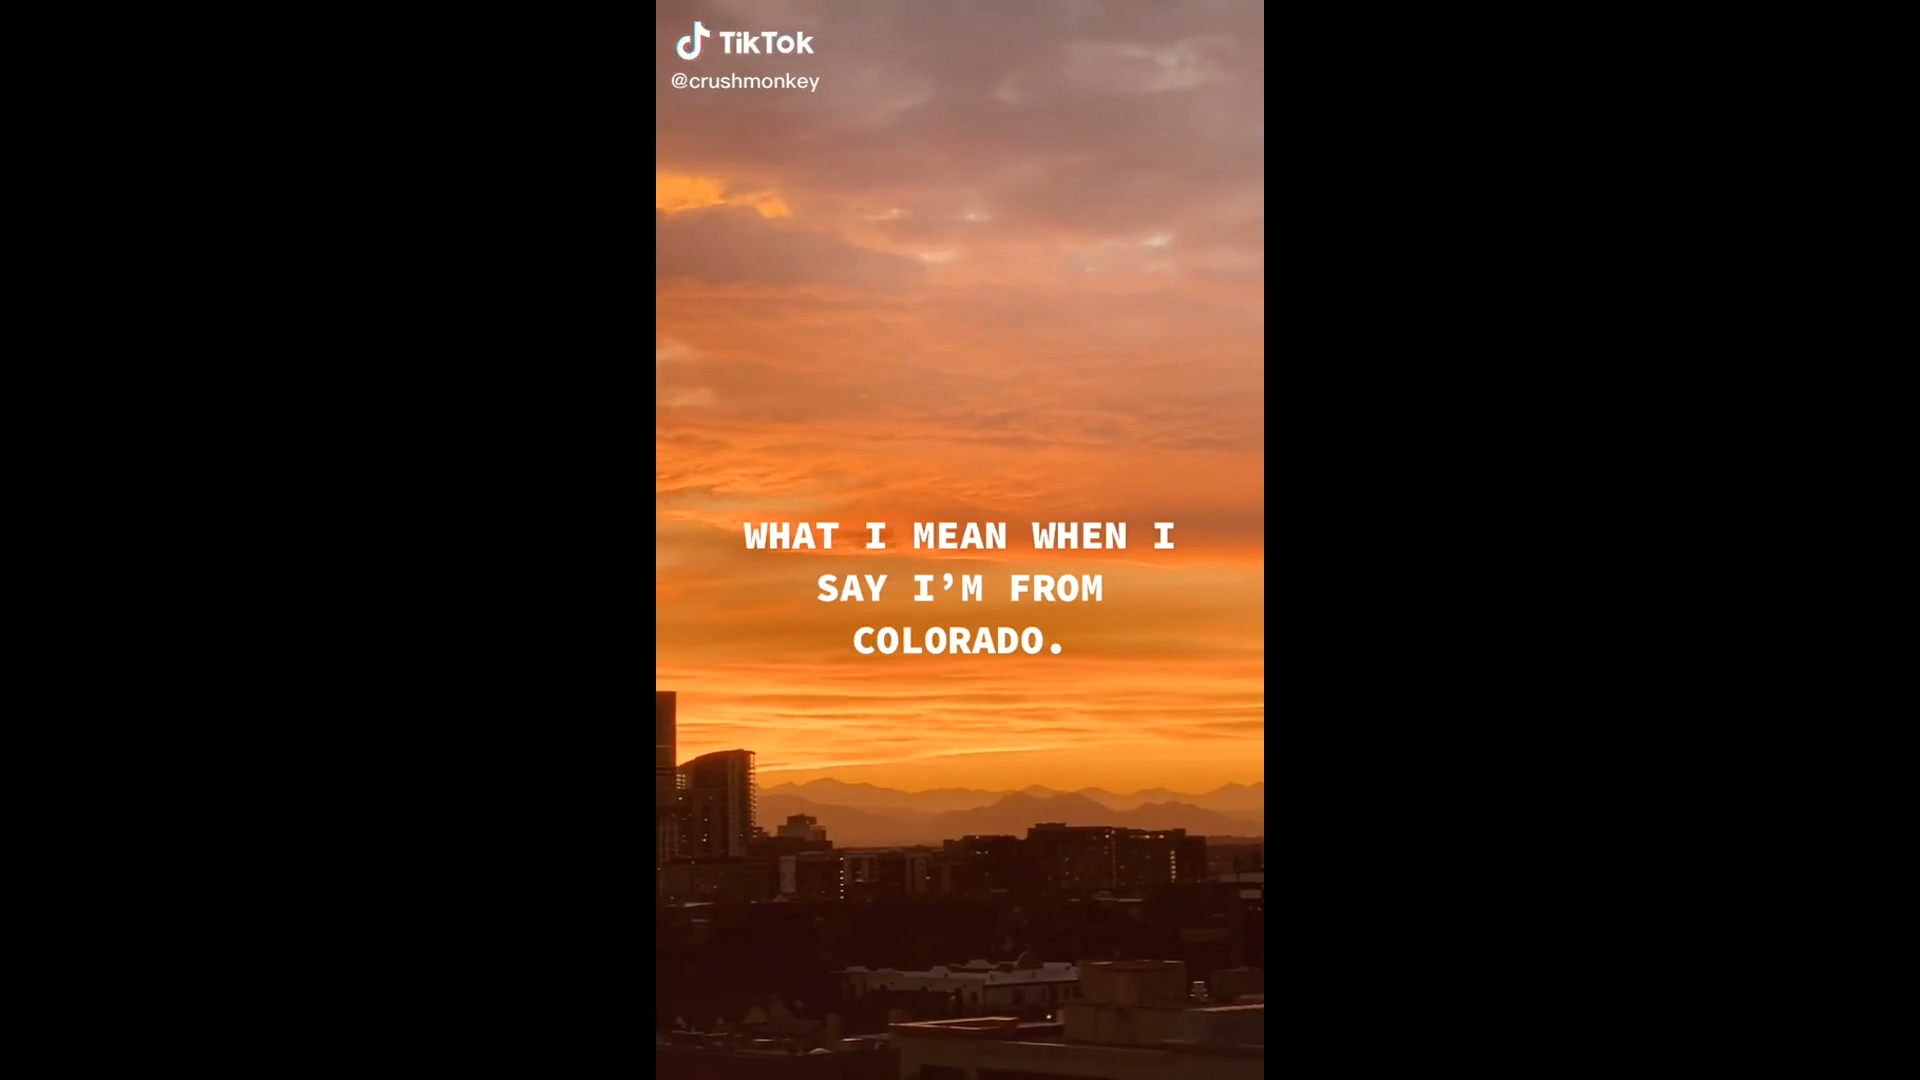 TikTok
@crushmonkey
WHAT I MEAN WHEN I
SAY I’M FROM
COLORADO.